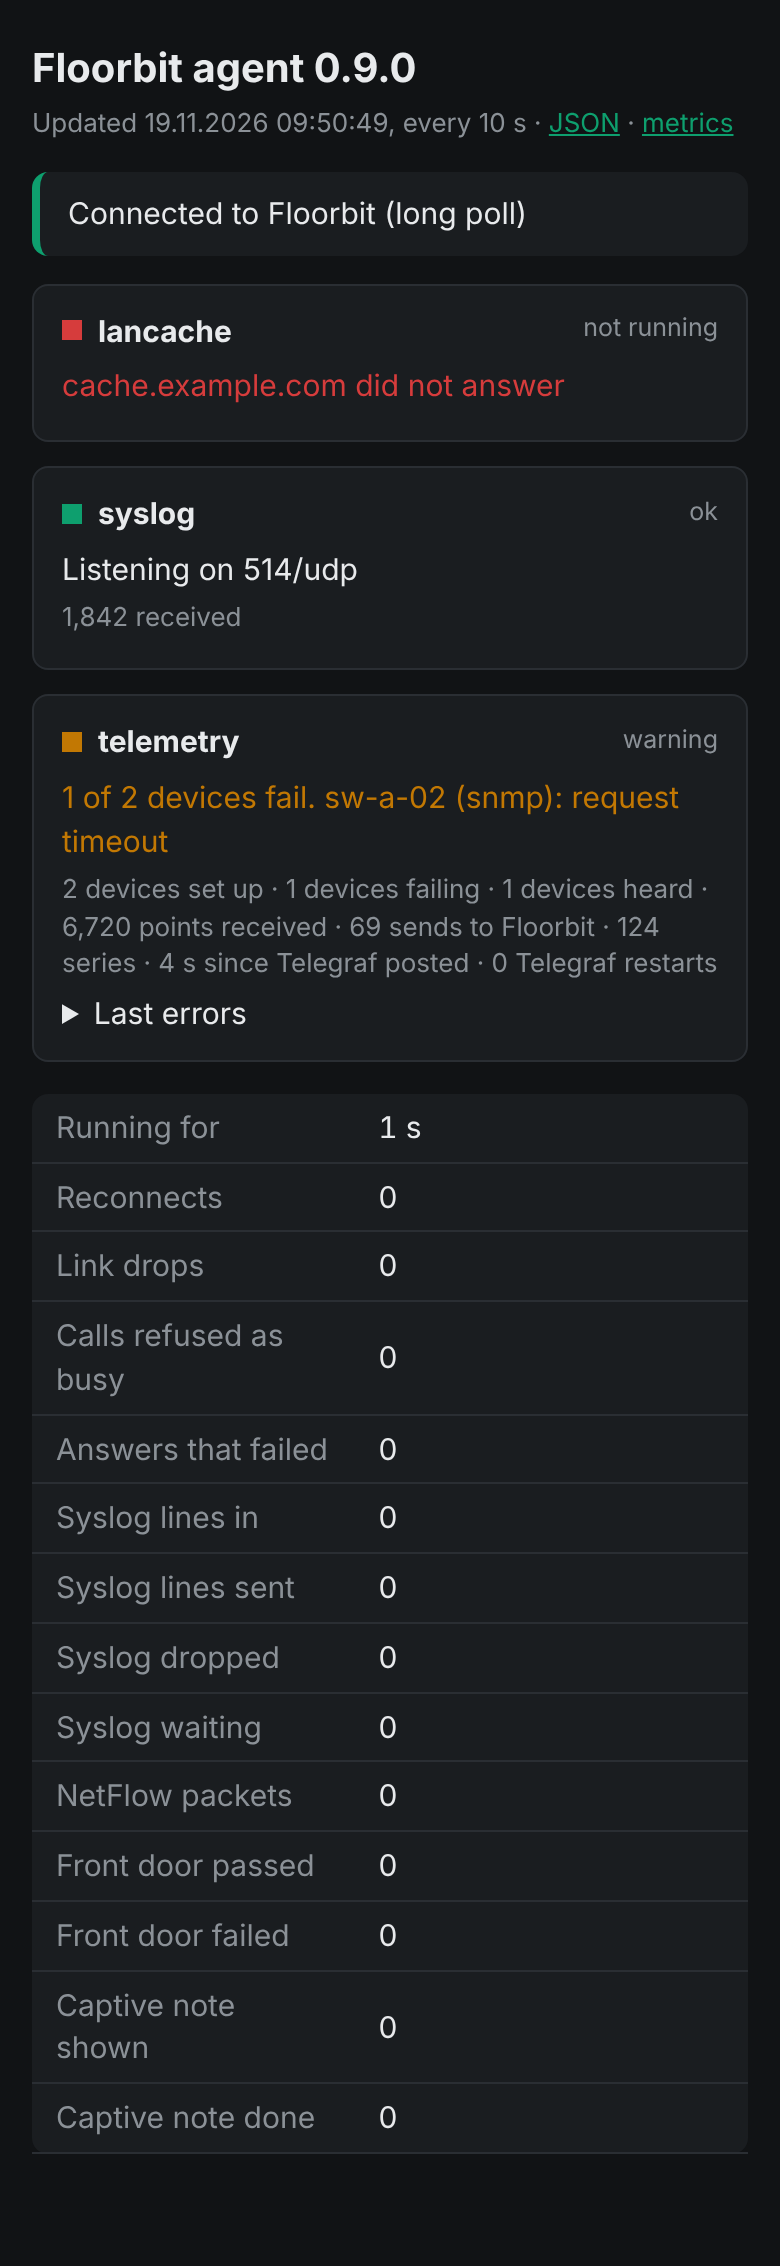 Floorbit agent 0.9.0
Updated 19.11.2026 09:50:49, every 10 s · JSON · metrics
Connected to Floorbit (long poll)
lancache not running
cache.example.com did not answer
syslog ok
Listening on 514/udp
1,842 received
telemetry warning
1 of 2 devices fail. sw-a-02 (snmp): request
timeout
2 devices set up · 1 devices failing · 1 devices heard ·
6,720 points received · 69 sends to Floorbit · 124
series · 4 s since Telegraf posted · 0 Telegraf restarts
▶ Last errors
Running for 1 s
Reconnects 0
Link drops 0
Calls refused as
busy 0
Answers that failed 0
Syslog lines in 0
Syslog lines sent 0
Syslog dropped 0
Syslog waiting 0
NetFlow packets 0
Front door passed 0
Front door failed 0
Captive note
shown 0
Captive note done 0